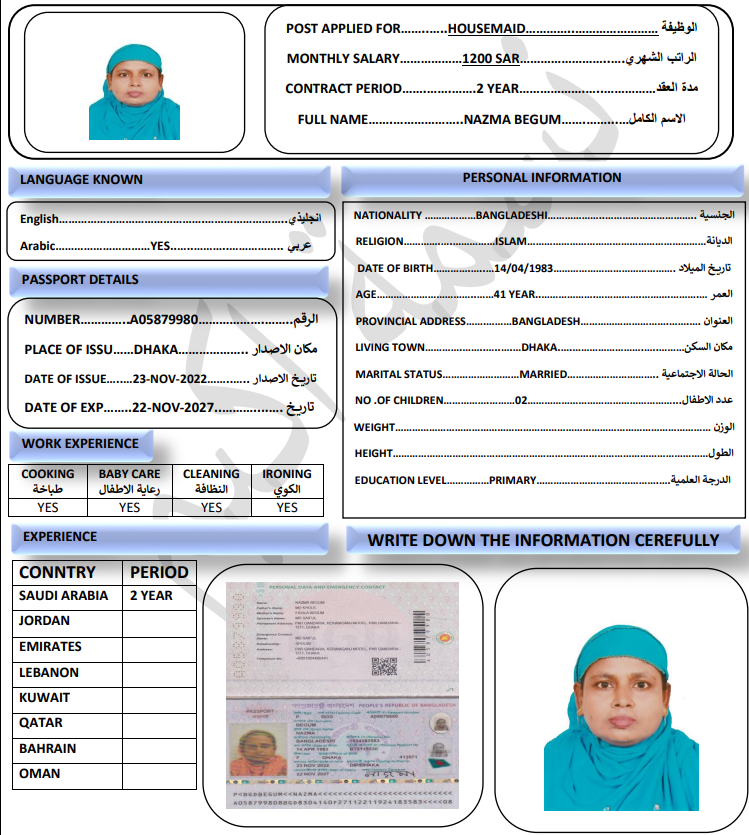 POST APPLIED FOR……..……HOUSEMAID…………..………………… الوظيفة
MONTHLY SALARY………………1200 SAR……………………..…. الراتب الشهري
CONTRACT PERIOD………………….2 YEAR……………………………… مدة العقد
FULL NAME……………………..NAZMA BEGUM…………………الاسم الكامل
LANGUAGE KNOWN
English……………………………………………………….انجليذي
Arabic………………………YES…………………………. عربي
PASSPORT DETAILS
NUMBER…………..A05879980……………………..الرقم
PLACE OF ISSU……DHAKA……………….. مكان الاصدار
DATE OF ISSUE……23-NOV-2022………… تاريخ الاصدار
DATE OF EXP……..22-NOV-2027……………… تاريخ
WORK EXPERIENCE
COOKING BABY CARE CLEANING IRONING
طباخة رعاية الاطفال النظافة الكوي
YES YES YES YES
PERSONAL INFORMATION
NATIONALITY ……………BANGLADESHI………………………………… الجنسية
RELIGION……………………ISLAM……………………………………الديانة
DATE OF BIRTH……………14/04/1983……………………………… تاريخ الميلاد
AGE…………………………41 YEAR……………………………………… العمر
PROVINCIAL ADDRESS……………BANGLADESH…………………………… العنوان
LIVING TOWN………………………DHAKA……………………………مكان السكن
MARITAL STATUS………………….MARRIED……………………… الحالة الاجتماعية
NO .OF CHILDREN…………………02………………………………… عدد الاطفال
WEIGHT……………………………………………………………………… الوزن
HEIGHT………………………………………………………………………الطول
EDUCATION LEVEL…………PRIMARY……………………………الدرجة العلمية
EXPERIENCE
CONNTRY PERIOD
SAUDI ARABIA 2 YEAR
JORDAN
EMIRATES
LEBANON
KUWAIT
QATAR
BAHRAIN
OMAN
WRITE DOWN THE INFORMATION CEREFULLY
PERSONAL DATA AND EMERGENCY CONTACT
NAZMA BEGUM
PASSPORT
PEOPLE'S REPUBLIC OF BANGLADESH
BEGUM
NAZMA
BANGLADESHI
14 APR 1983
DHAKA
23 NOV 2022
22 NOV 2027